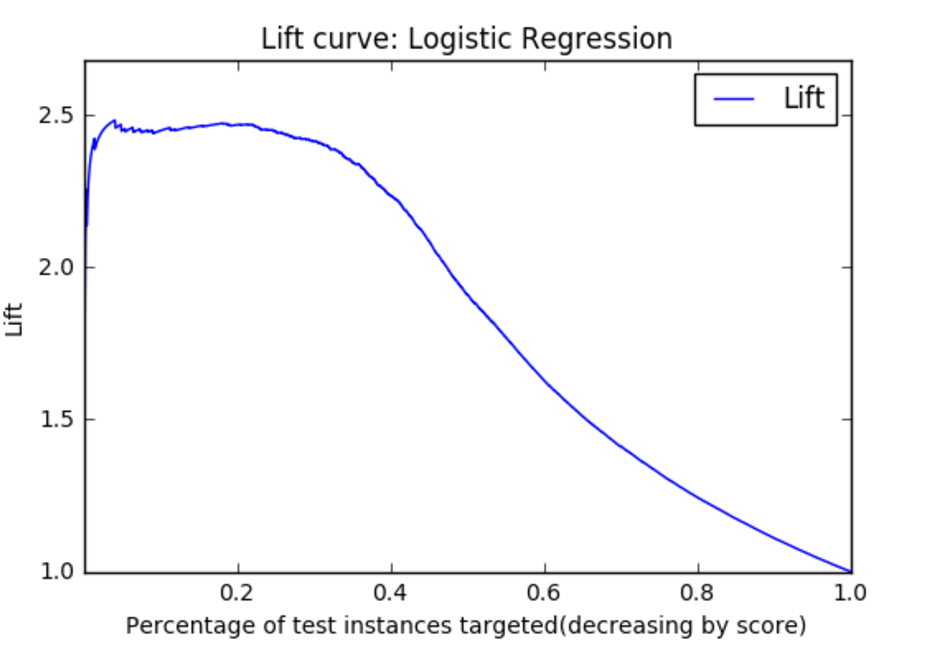 Lift curve: Logistic Regression
Lift
2.5
2.0
1.5
1.0
Lift
0.2 0.4 0.6 0.8 1.0
Percentage of test instances targeted(decreasing by score)